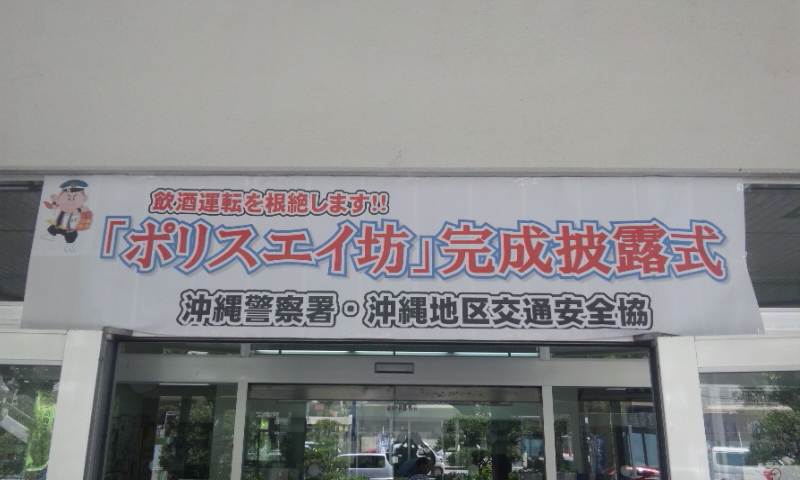 飲酒運転を根絶します!!
「ポリスエイ坊」完成披露式
沖縄警察署・沖縄地区交通安全協